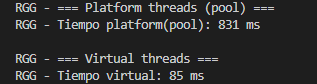 RGG - === Platform threads (pool) ===
RGG - Tiempo platform(pool): 831 ms
RGG - === Virtual threads ===
RGG - Tiempo virtual: 85 ms